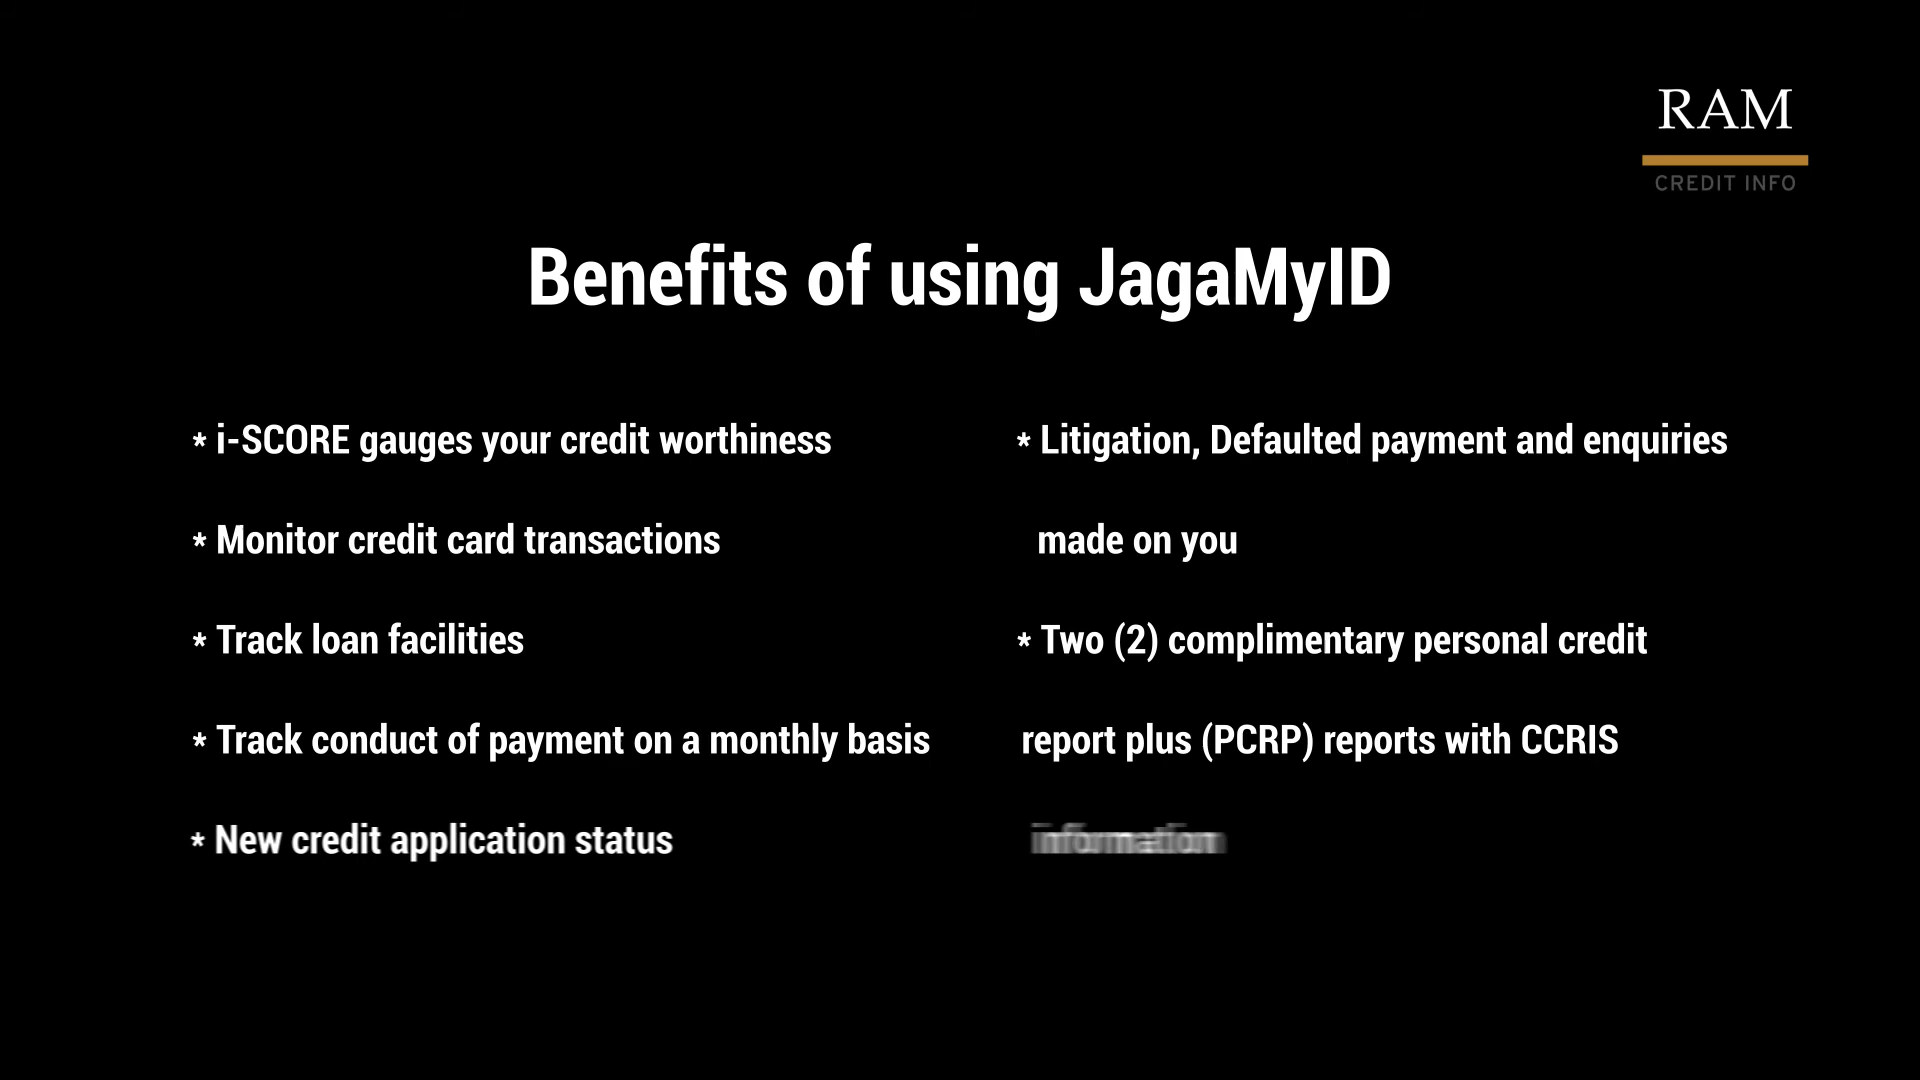 RAM
CREDIT INFO
Benefits of using JagaMyID
* i-SCORE gauges your credit worthiness
* Monitor credit card transactions
* Track loan facilities
* Track conduct of payment on a monthly basis
* New credit application status
* Litigation, Defaulted payment and enquiries
made on you
* Two (2) complimentary personal credit
report plus (PCRP) reports with CCRIS
information